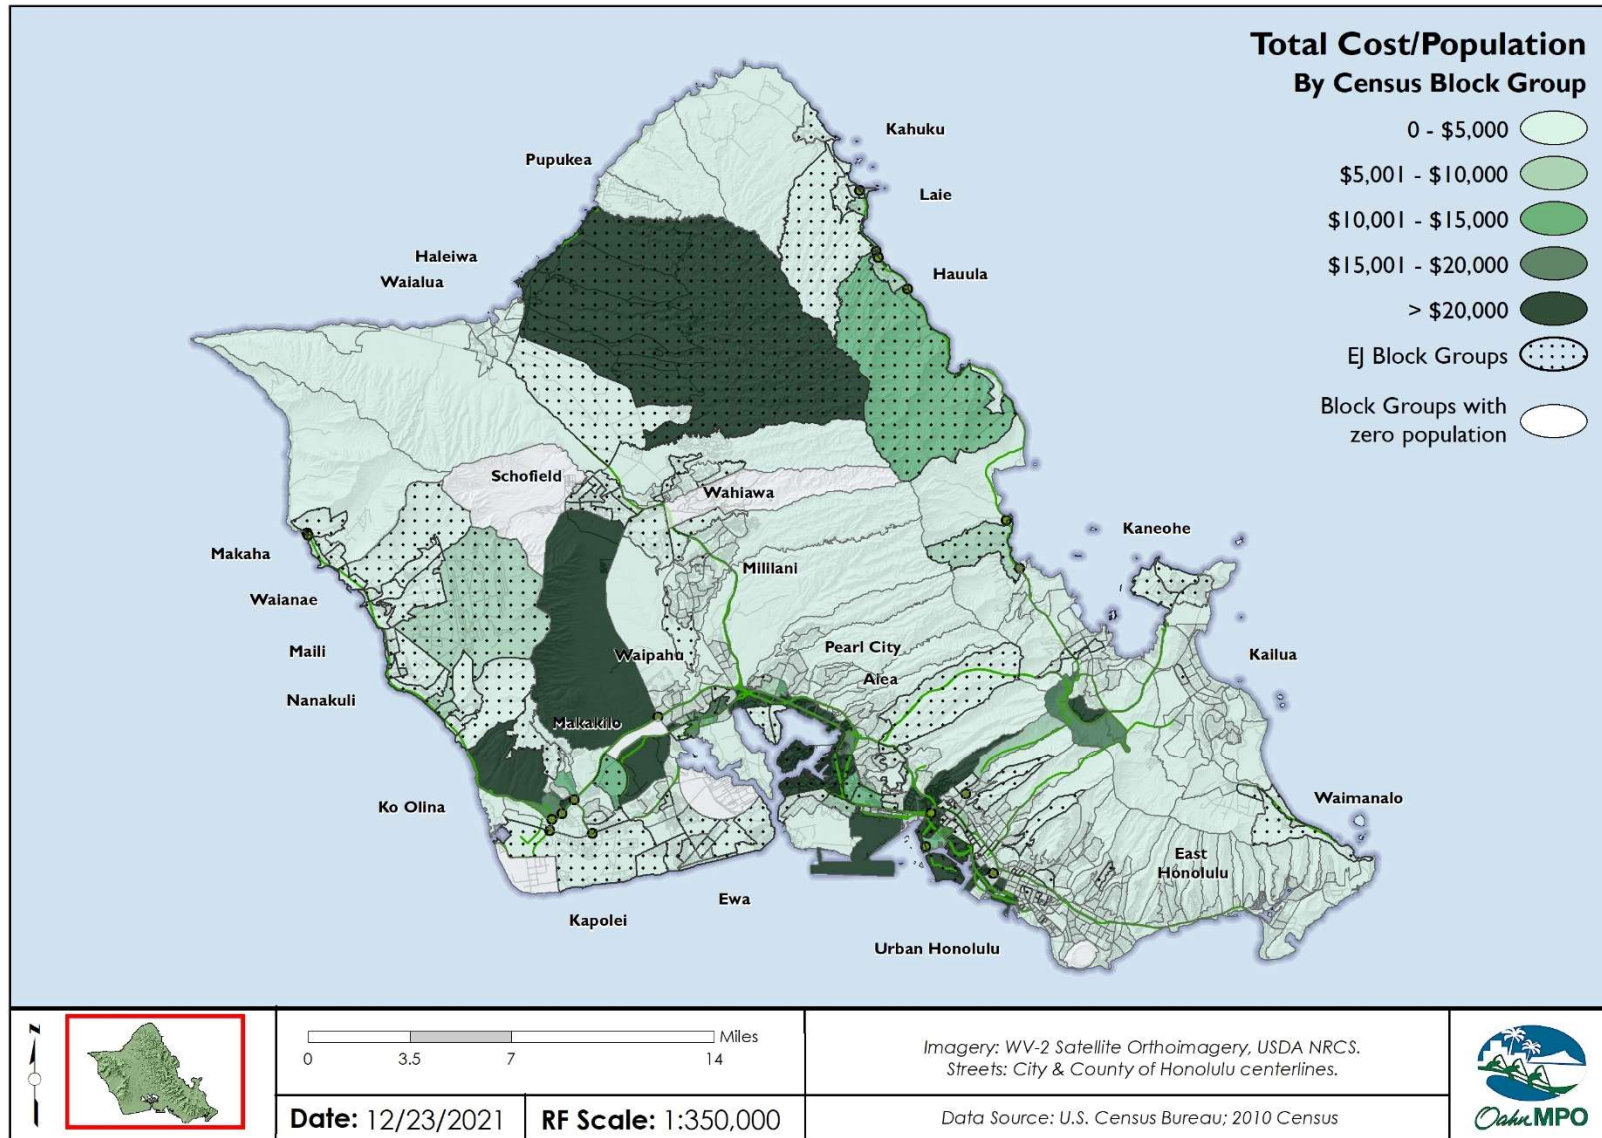 Total Cost/Population
By Census Block Group
0 - $5,000
$5,001 - $10,000
$10,001 - $15,000
$15,001 - $20,000
> $20,000
EJ Block Groups
Block Groups with
zero population
Kahuku
Pupukea
Laie
Haleiwa
Waialua
Hauula
Schofield
Wahiawa
Kaneohe
Makaha
Mililani
Waianae
Pearl City
Maili
Waipahu
Kailua
Aiea
Nanakuli
Makakilo
Ko Olina
Waimanalo
East
Honolulu
Ewa
Kapolei
Urban Honolulu
N
Miles
0 3.5 7 14
Date: 12/23/2021
RF Scale: 1:350,000
Imagery: WV-2 Satellite Orthoimagery, USDA NRCS.
Streets: City & County of Honolulu centerlines.
Data Source: U.S. Census Bureau; 2010 Census
OahuMPO